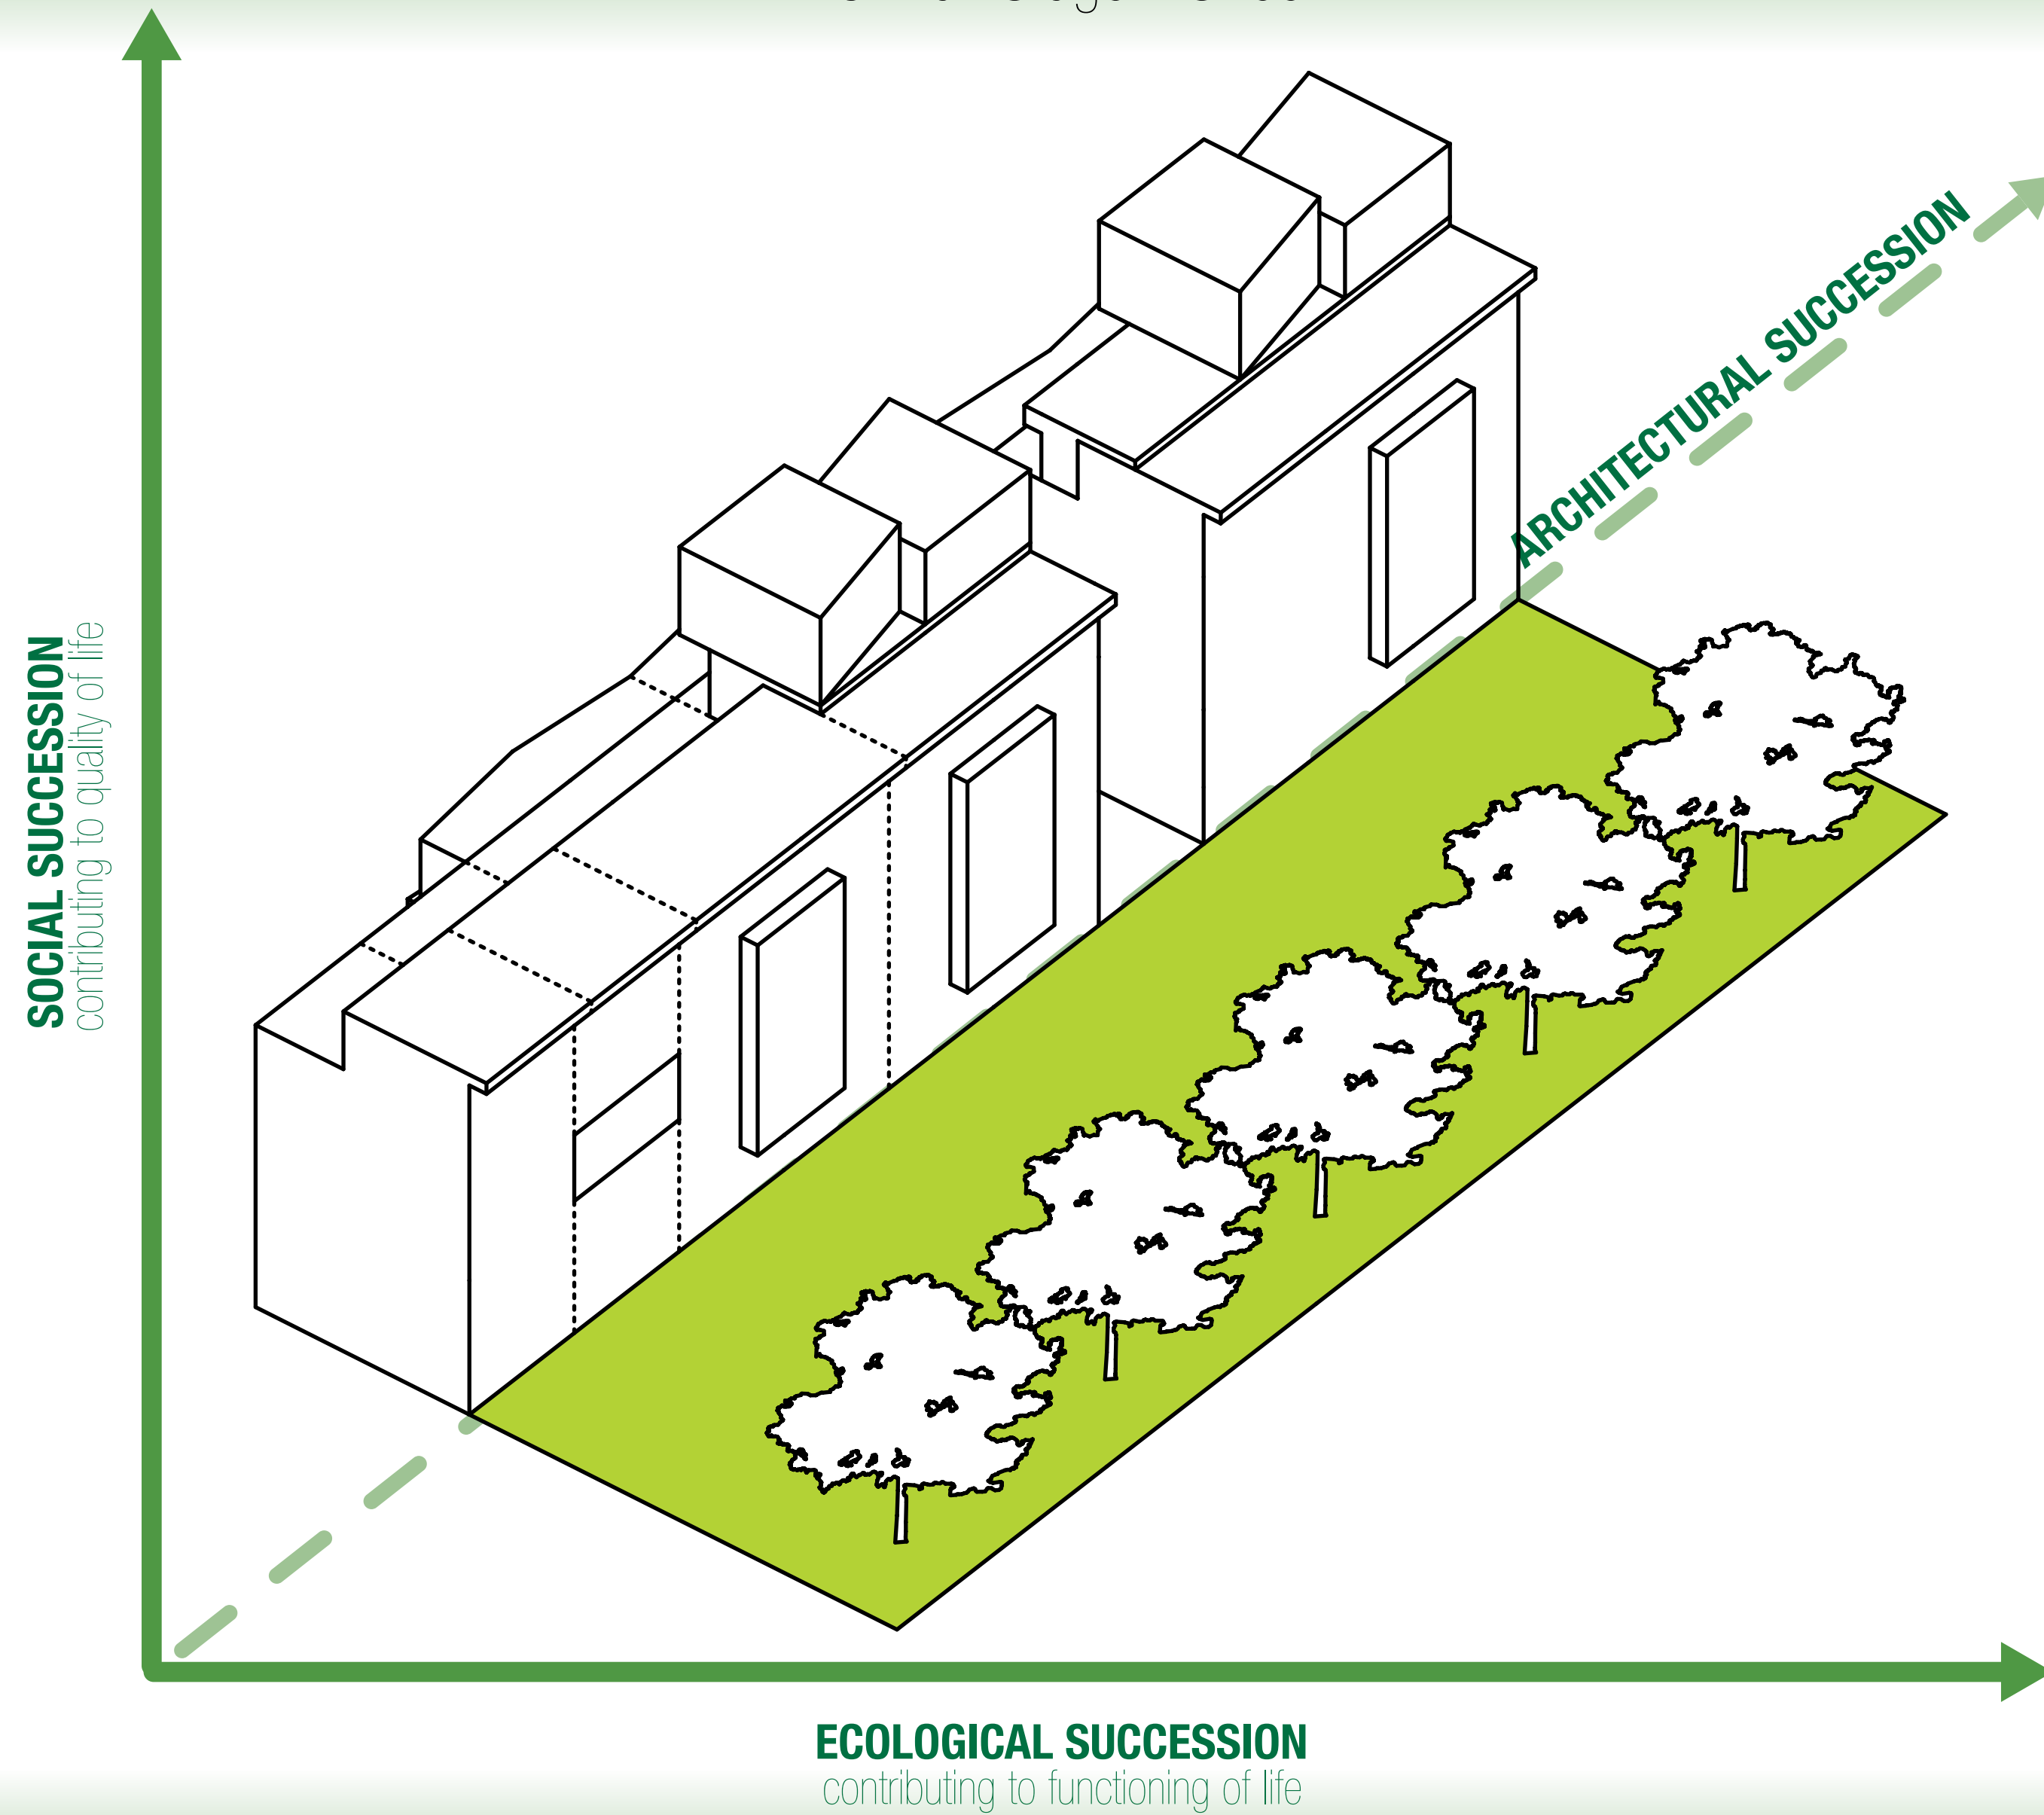 ARCHITECTURAL SUCCESSION
SOCIAL SUCCESSION
contributing to quality of life
ECOLOGICAL SUCCESSION
contributing to functioning of life